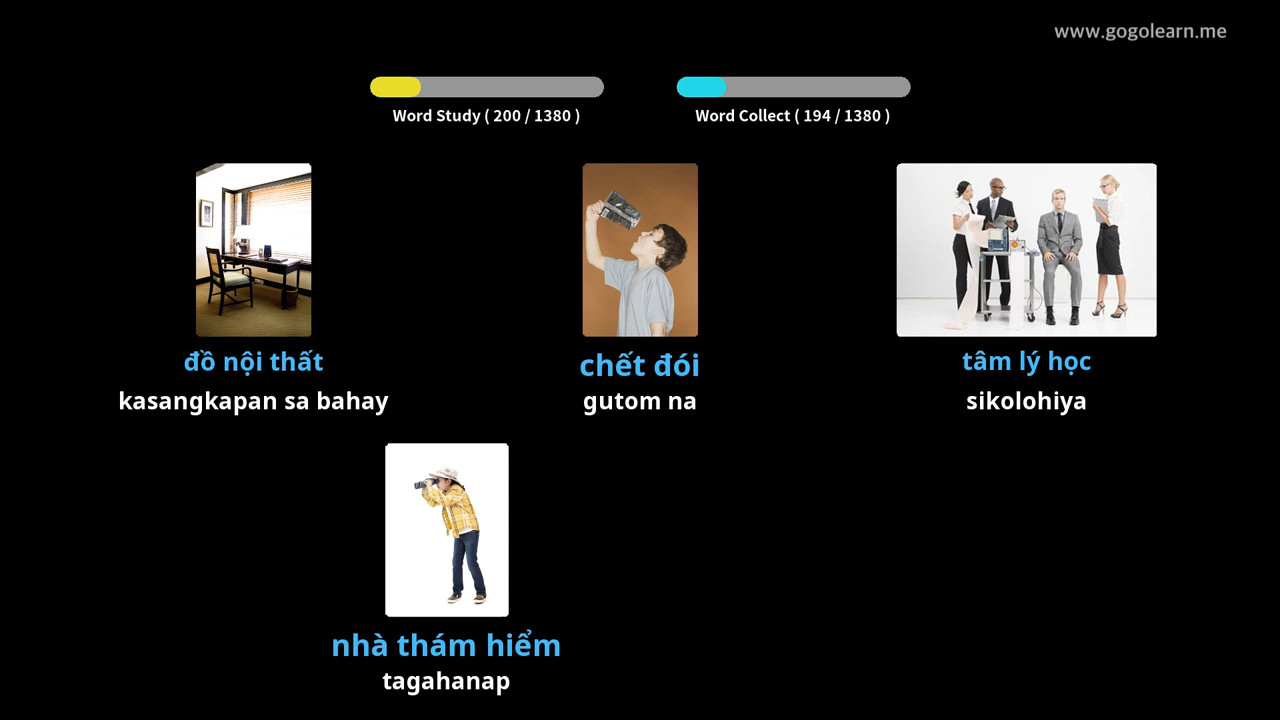 www.gogolearn.me
Word Study ( 200 / 1380 )
Word Collect ( 194 / 1380 )
đồ nội thất
kasangkapan sa bahay
chết đói
gutom na
tâm lý học
sikolohiya
nhà thám hiểm
tagahanap